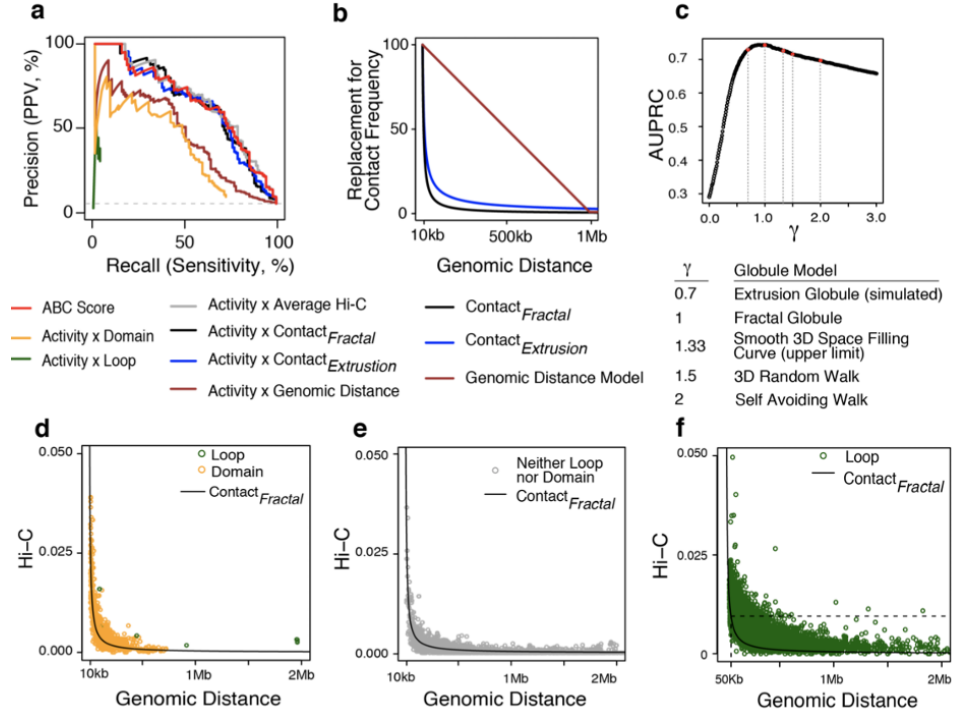 a
100
50
0
Precision (PPV, %)
0
50
100
Recall (Sensitivity, %)
b
100
50
0
Replacement for
Contact Frequency
10kb
500kb
1Mb
Genomic Distance
c
0.7
0.6
0.5
0.4
0.3
AUPRC
0.0
1.0
2.0
3.0
γ
ABC Score
Activity x Domain
Activity x Loop
Activity x Average Hi-C
Activity x Contact Fractal
Activity x Contact Extrustion
Activity x Genomic Distance
Contact Fractal
Contact Extrusion
Genomic Distance Model
γ Globule Model
0.7 Extrusion Globule (simulated)
1 Fractal Globule
1.33 Smooth 3D Space Filling
Curve (upper limit)
1.5 3D Random Walk
2 Self Avoiding Walk
d
0.050
0.025
0.000
Hi-C
Loop
Domain
Contact Fractal
10kb
1Mb
2Mb
Genomic Distance
e
0.050
0.025
0.000
Hi-C
Neither Loop
nor Domain
Contact Fractal
10kb
1Mb
2Mb
Genomic Distance
f
0.050
0.025
0
Hi-C
Loop
Contact Fractal
50Kb
1Mb
2Mb
Genomic Distance